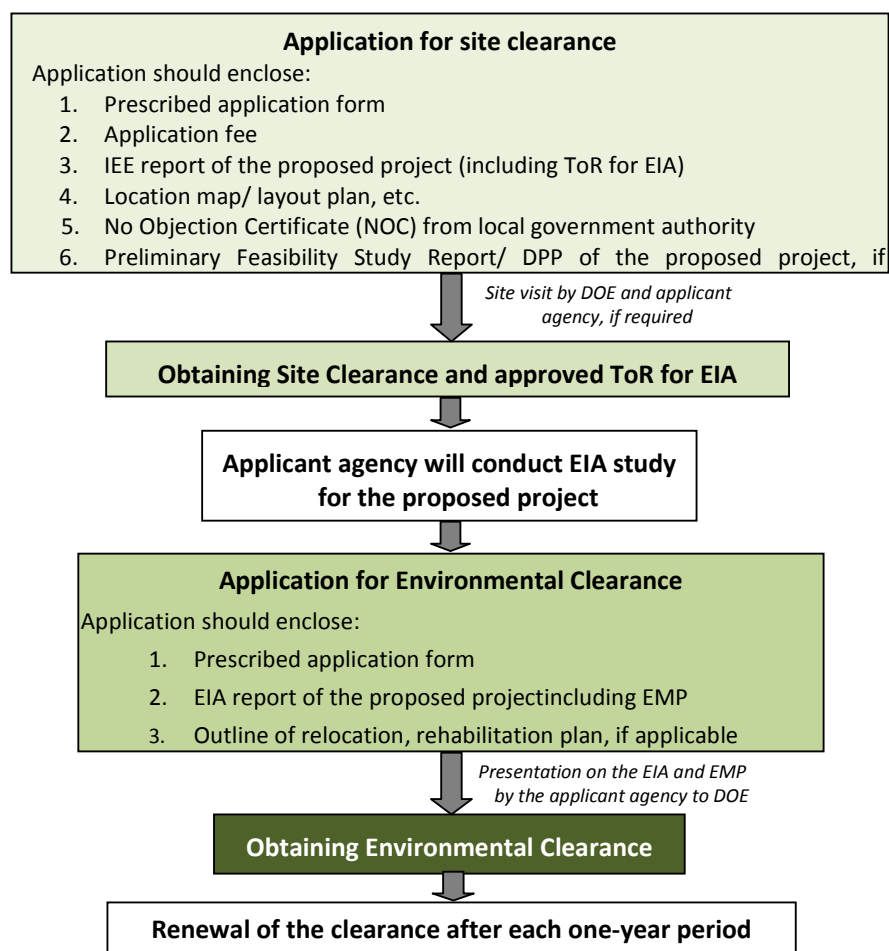 Application for site clearance
Application should enclose:
1. Prescribed application form
2. Application fee
3. IEE report of the proposed project (including ToR for EIA)
4. Location map/ layout plan, etc.
5. No Objection Certificate (NOC) from local government authority
6. Preliminary Feasibility Study Report/ DPP of the proposed project, if
Site visit by DOE and applicant
agency, if required
Obtaining Site Clearance and approved ToR for EIA
Applicant agency will conduct EIA study
for the proposed project
Application for Environmental Clearance
Application should enclose:
1. Prescribed application form
2. EIA report of the proposed projectincluding EMP
3. Outline of relocation, rehabilitation plan, if applicable
Presentation on the EIA and EMP
by the applicant agency to DOE
Obtaining Environmental Clearance
Renewal of the clearance after each one-year period